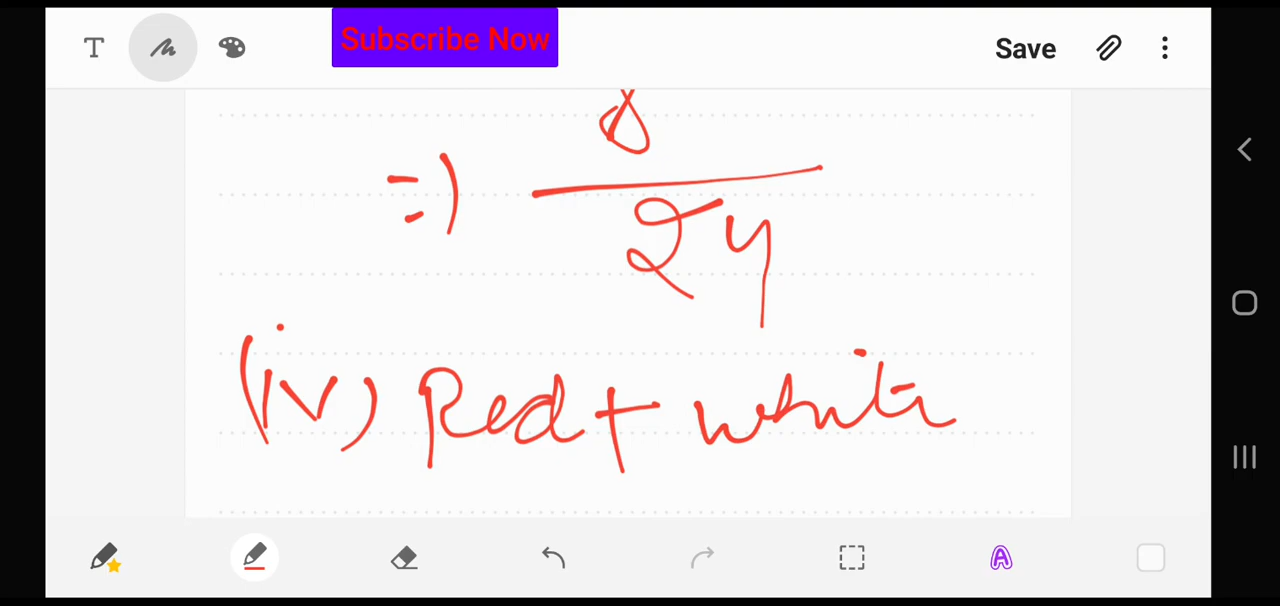 T Subscribe Now Save
8
=) ―
24
(iv) Red + white
A